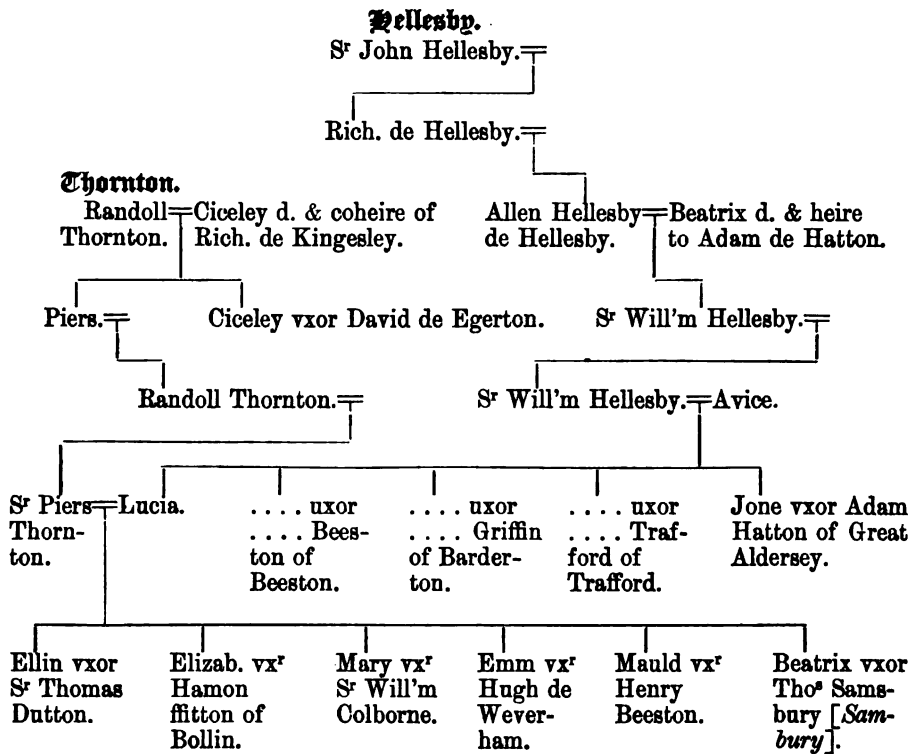 Hellesby.
Sr John Hellesby.
Rich. de Hellesby.
Thornton.
Randoll
Thornton.
Ciceley d. & coheire of
Rich. de Kingesley.
Allen Hellesby
de Hellesby.
Beatrix d. & heire
to Adam de Hatton.
Piers.
Ciceley vxor David de Egerton.
Sr Will'm Hellesby.
Randoll Thornton.
Sr Will'm Hellesby.
Avice.
Sr Piers
Thorn-
ton.
Lucia.
. . . . uxor
. . . . Bees-
ton of
Beeston.
. . . . uxor
. . . . Griffin
of Barder-
ton.
. . . . uxor
. . . . Traf-
ford of
Trafford.
Jone vxor Adam
Hatton of Great
Aldersey.
Ellin vxor
Sr Thomas
Dutton.
Elizab. vxr
Hamon
ffitton of
Bollin.
Mary vxr
Sr Will'm
Colborne.
Emm vxr
Hugh de
Wever-
ham.
Mauld vxr
Henry
Beeston.
Beatrix vxor
Thos Sams-
bury [Sam-
bury].